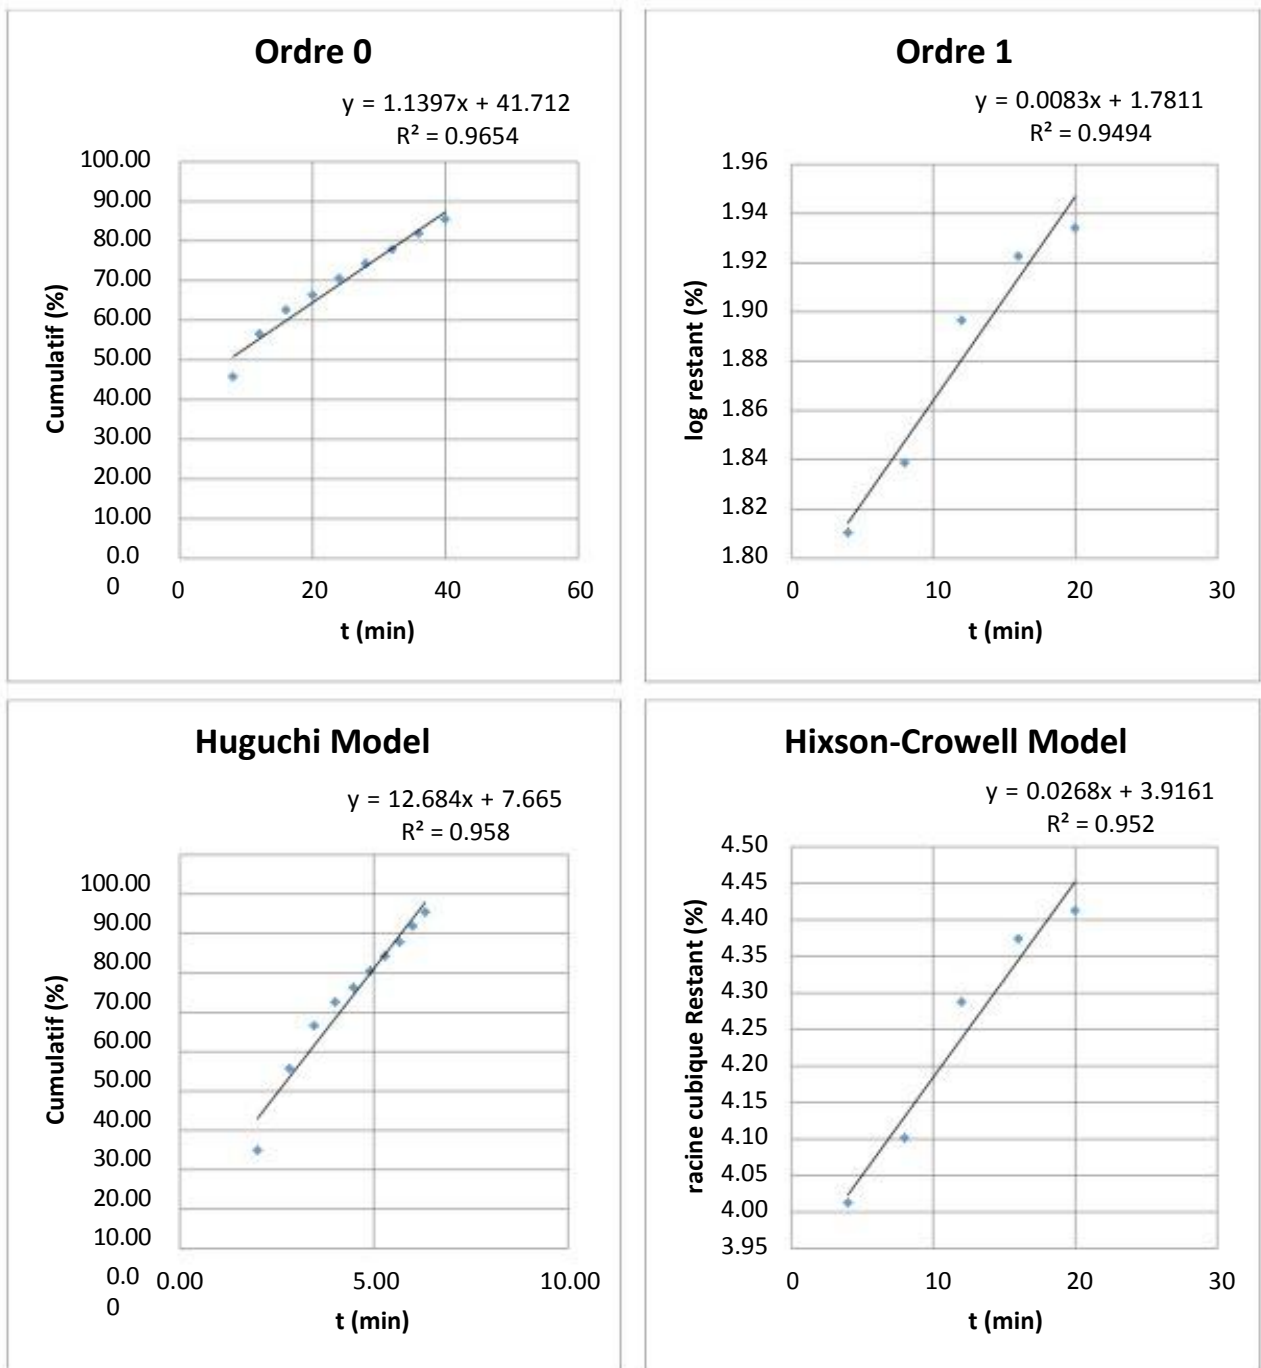 Ordre 0
y = 1.1397x + 41.712
R² = 0.9654
100.00
90.00
80.00
70.00
60.00
50.00
40.00
30.00
20.00
10.00
0.0
0
0 20 40 60
Cumulatif (%)
t (min)
Ordre 1
y = 0.0083x + 1.7811
R² = 0.9494
1.96
1.94
1.92
1.90
1.88
1.86
1.84
1.82
1.80
0 10 20 30
log restant (%)
t (min)
Huguchi Model
y = 12.684x + 7.665
R² = 0.958
100.00
90.00
80.00
70.00
60.00
50.00
40.00
30.00
20.00
10.00
0.0
0
0.00 5.00 10.00
Cumulatif (%)
t (min)
Hixson-Crowell Model
y = 0.0268x + 3.9161
R² = 0.952
4.50
4.45
4.40
4.35
4.30
4.25
4.20
4.15
4.10
4.05
4.00
3.95
0 10 20 30
racine cubique Restant (%)
t (min)